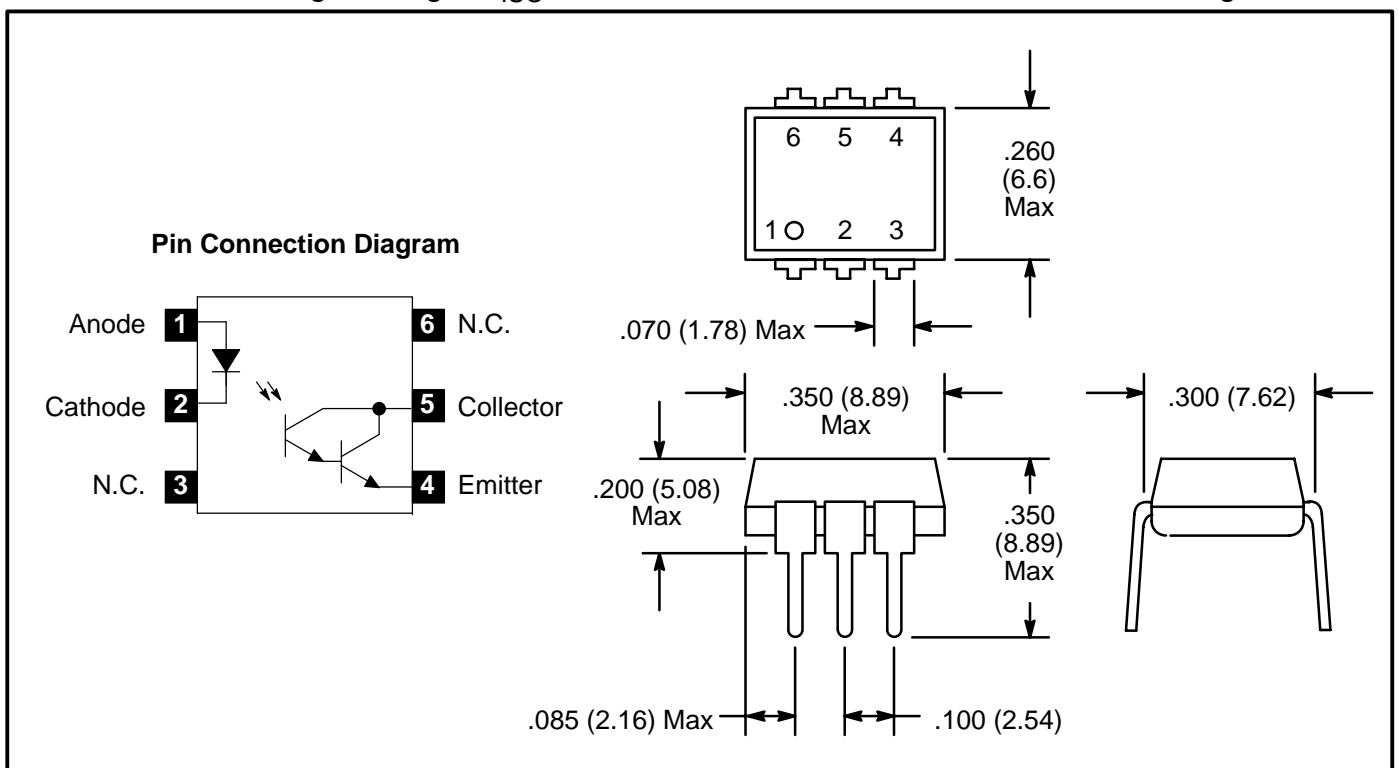 Pin Connection Diagram
Anode 1
Cathode 2
N.C. 3
6 N.C.
5 Collector
4 Emitter
6 5 4
1 2 3
.260
(6.6)
Max
.070 (1.78) Max
.350 (8.89)
Max
.300 (7.62)
.200 (5.08)
Max
.350
(8.89)
Max
.085 (2.16) Max
.100 (2.54)